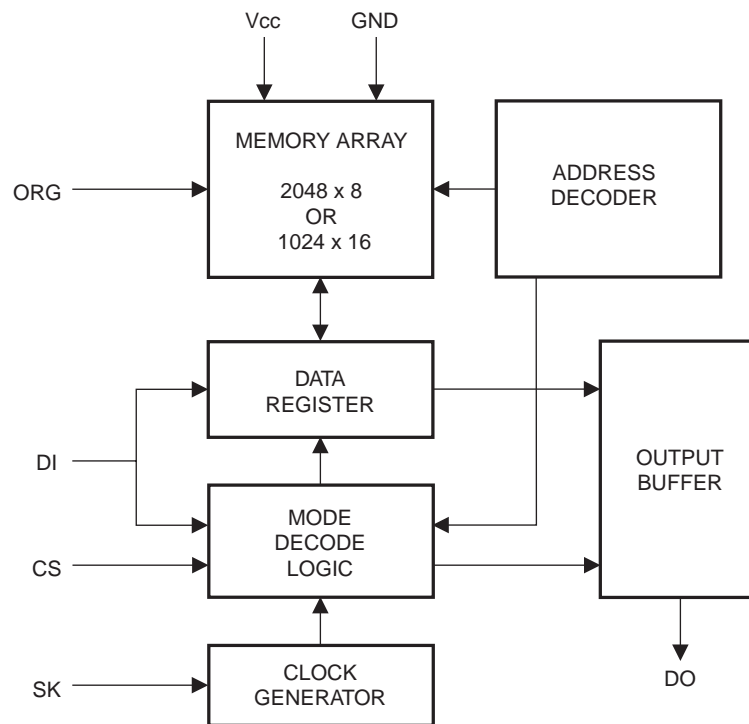 Vcc
GND
MEMORY ARRAY
2048 x 8
OR
1024 x 16
ADDRESS
DECODER
ORG
DATA
REGISTER
DI
OUTPUT
BUFFER
MODE
DECODE
LOGIC
CS
CLOCK
GENERATOR
SK
DO